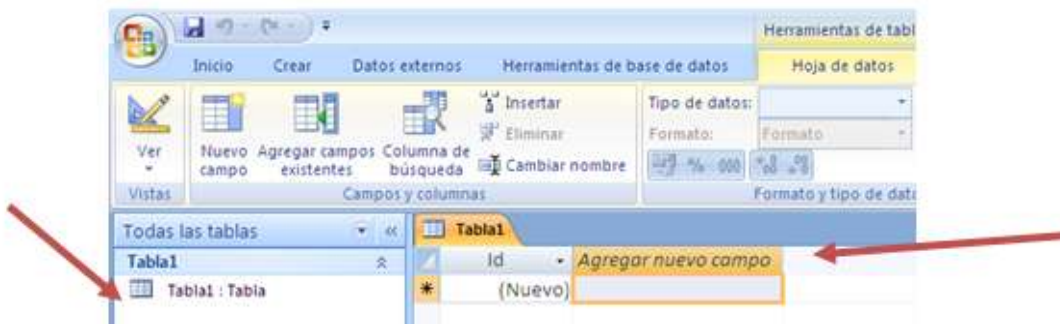 Herramientas de tabl
Inicio Crear Datos externos Herramientas de base de datos Hoja de datos
Ver
Nuevo campo
Agregar campos existentes
Columna de búsqueda
Insertar
Eliminar
Cambiar nombre
Tipo de datos:
Formato: Formato
% 000
Vistas Campos y columnas Formato y tipo de dato
Todas las tablas « Tabla1
Tabla1 Id Agregar nuevo campo
Tabla1 : Tabla * (Nuevo)